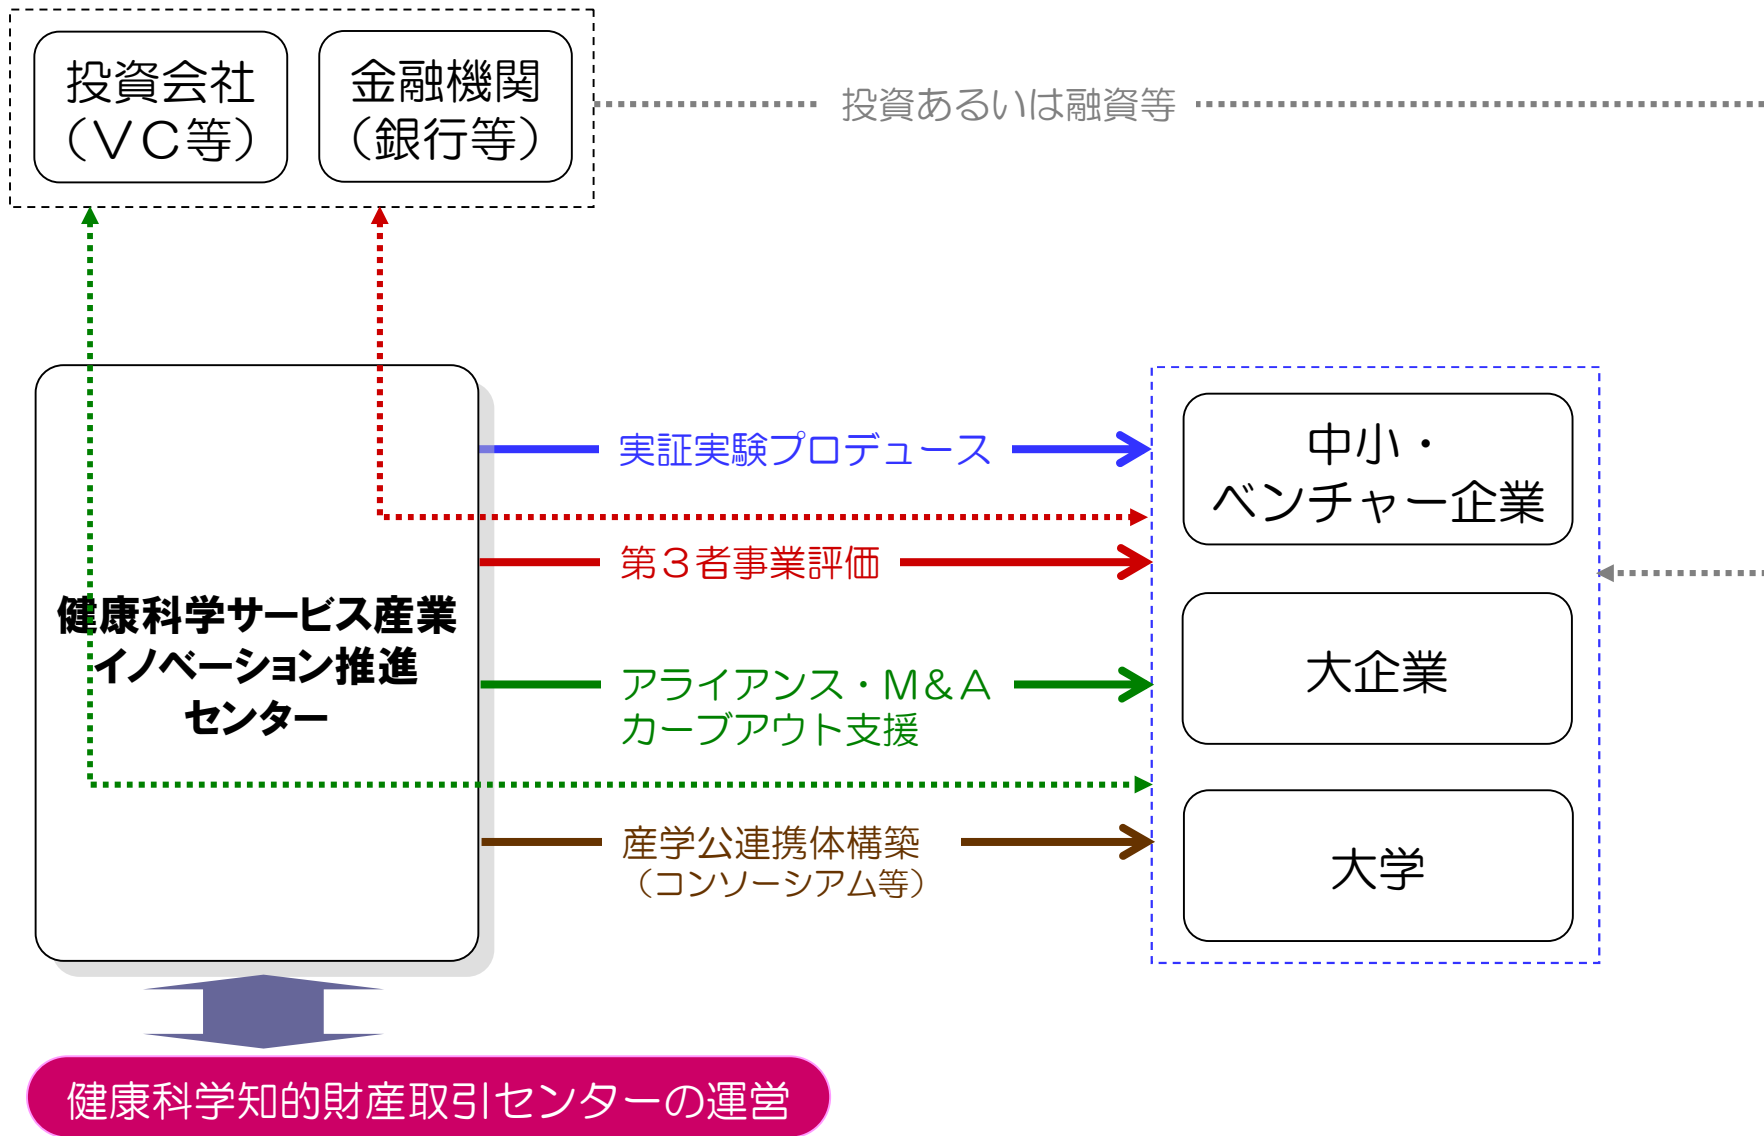 投資会社
（ＶＣ等）
金融機関
（銀行等）
投資あるいは融資等
健康科学サービス産業
イノベーション推進
センター
実証実験プロデュース
第３者事業評価
アライアンス・Ｍ＆Ａ
カーブアウト支援
産学公連携体構築
（コンソーシアム等）
中小・
ベンチャー企業
大企業
大学
健康科学知的財産取引センターの運営